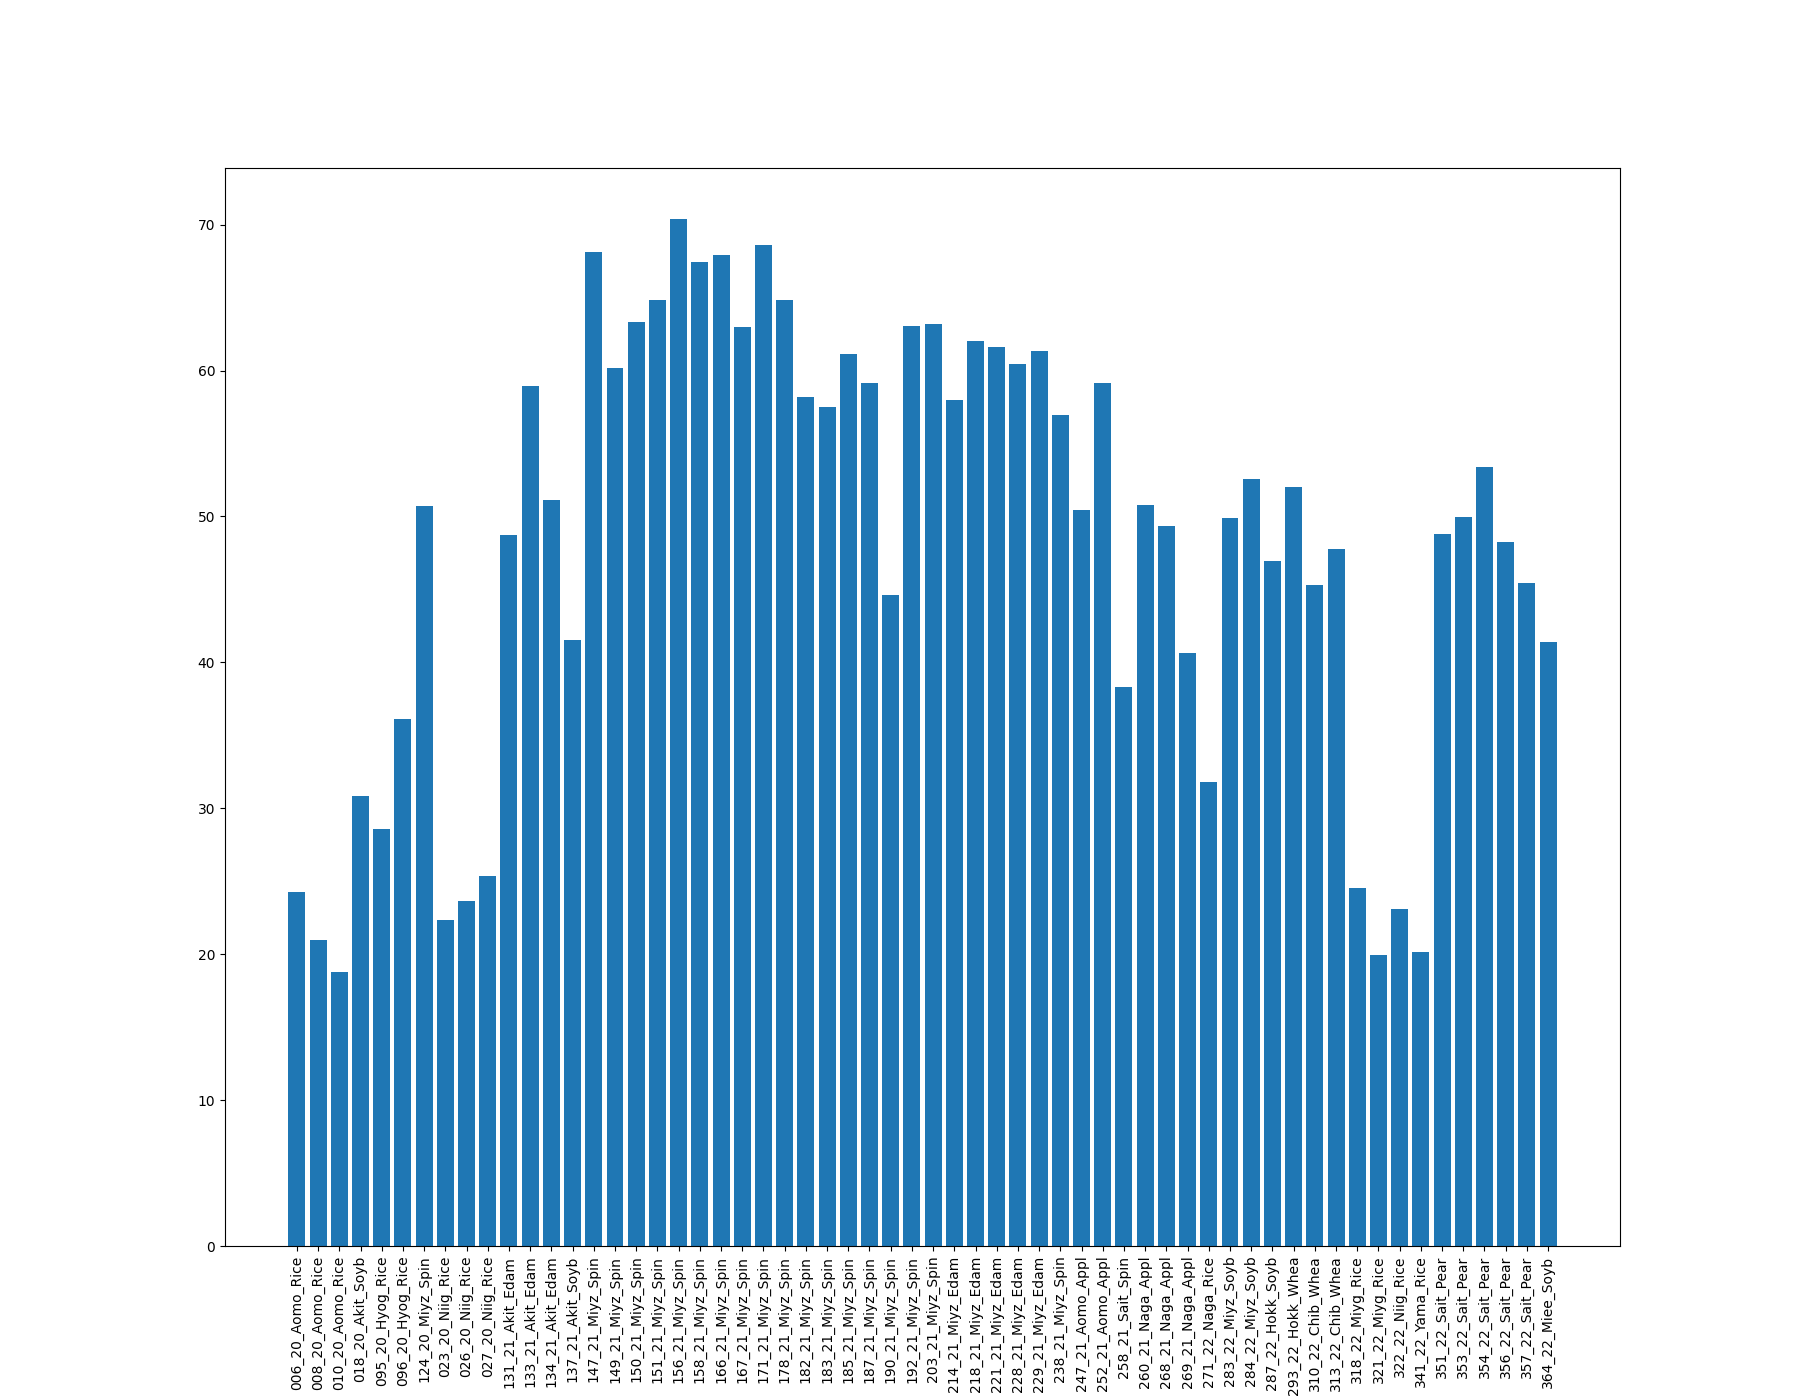 70
60
50
40
30
20
10
0
006_20_Aomo_Rice
008_20_Aomo_Rice
010_20_Aomo_Rice
018_20_Akit_Soyb
095_20_Hyog_Rice
096_20_Hyog_Rice
124_20_Miyz_Spin
023_20_Niig_Rice
026_20_Niig_Rice
027_20_Niig_Rice
131_21_Akit_Edam
133_21_Akit_Edam
134_21_Akit_Edam
137_21_Akit_Soyb
147_21_Miyz_Spin
149_21_Miyz_Spin
150_21_Miyz_Spin
151_21_Miyz_Spin
156_21_Miyz_Spin
158_21_Miyz_Spin
166_21_Miyz_Spin
167_21_Miyz_Spin
171_21_Miyz_Spin
178_21_Miyz_Spin
182_21_Miyz_Spin
183_21_Miyz_Spin
185_21_Miyz_Spin
187_21_Miyz_Spin
190_21_Miyz_Spin
192_21_Miyz_Spin
203_21_Miyz_Spin
214_21_Miyz_Edam
218_21_Miyz_Edam
221_21_Miyz_Edam
228_21_Miyz_Edam
229_21_Miyz_Edam
238_21_Miyz_Spin
247_21_Aomo_Appl
252_21_Aomo_Appl
258_21_Sait_Spin
260_21_Naga_Appl
268_21_Naga_Appl
269_21_Naga_Appl
271_22_Naga_Rice
283_22_Miyz_Soyb
284_22_Miyz_Soyb
287_22_Hokk_Soyb
293_22_Hokk_Whea
310_22_Chib_Whea
313_22_Chib_Whea
318_22_Miyg_Rice
321_22_Miyg_Rice
322_22_Niig_Rice
341_22_Yama_Rice
351_22_Sait_Pear
353_22_Sait_Pear
354_22_Sait_Pear
356_22_Sait_Pear
357_22_Sait_Pear
364_22_Miee_Soyb